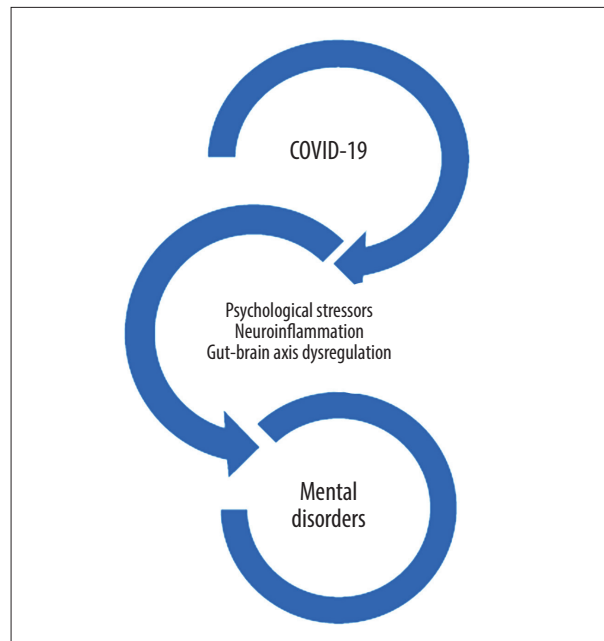 COVID-19
Psychological stressors
Neuroinflammation
Gut-brain axis dysregulation
Mental
disorders